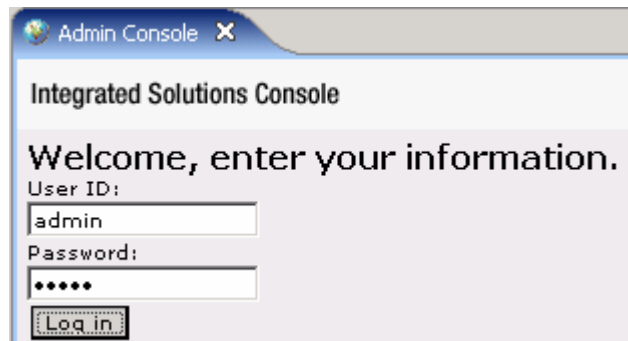 Admin Console
Integrated Solutions Console
Welcome, enter your information.
User ID:
admin
Password:
•••••
Log in